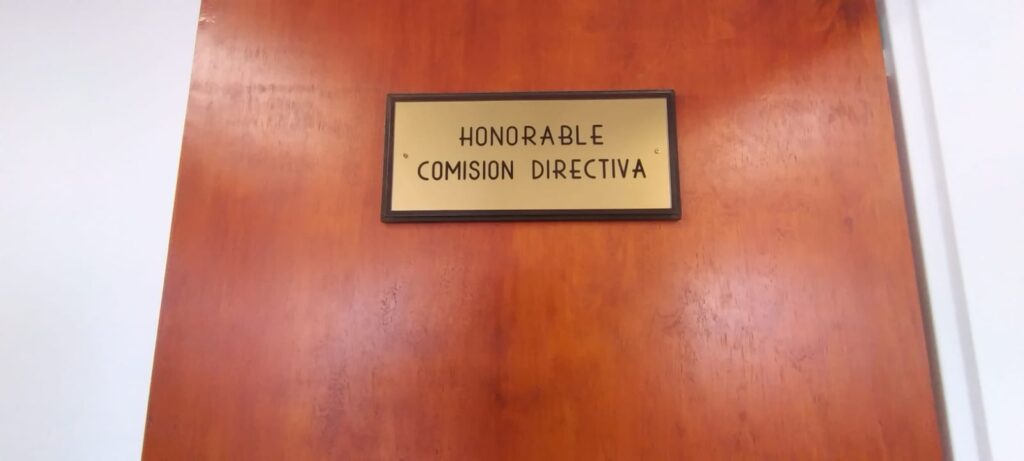 HONORABLE
COMISION DIRECTIVA